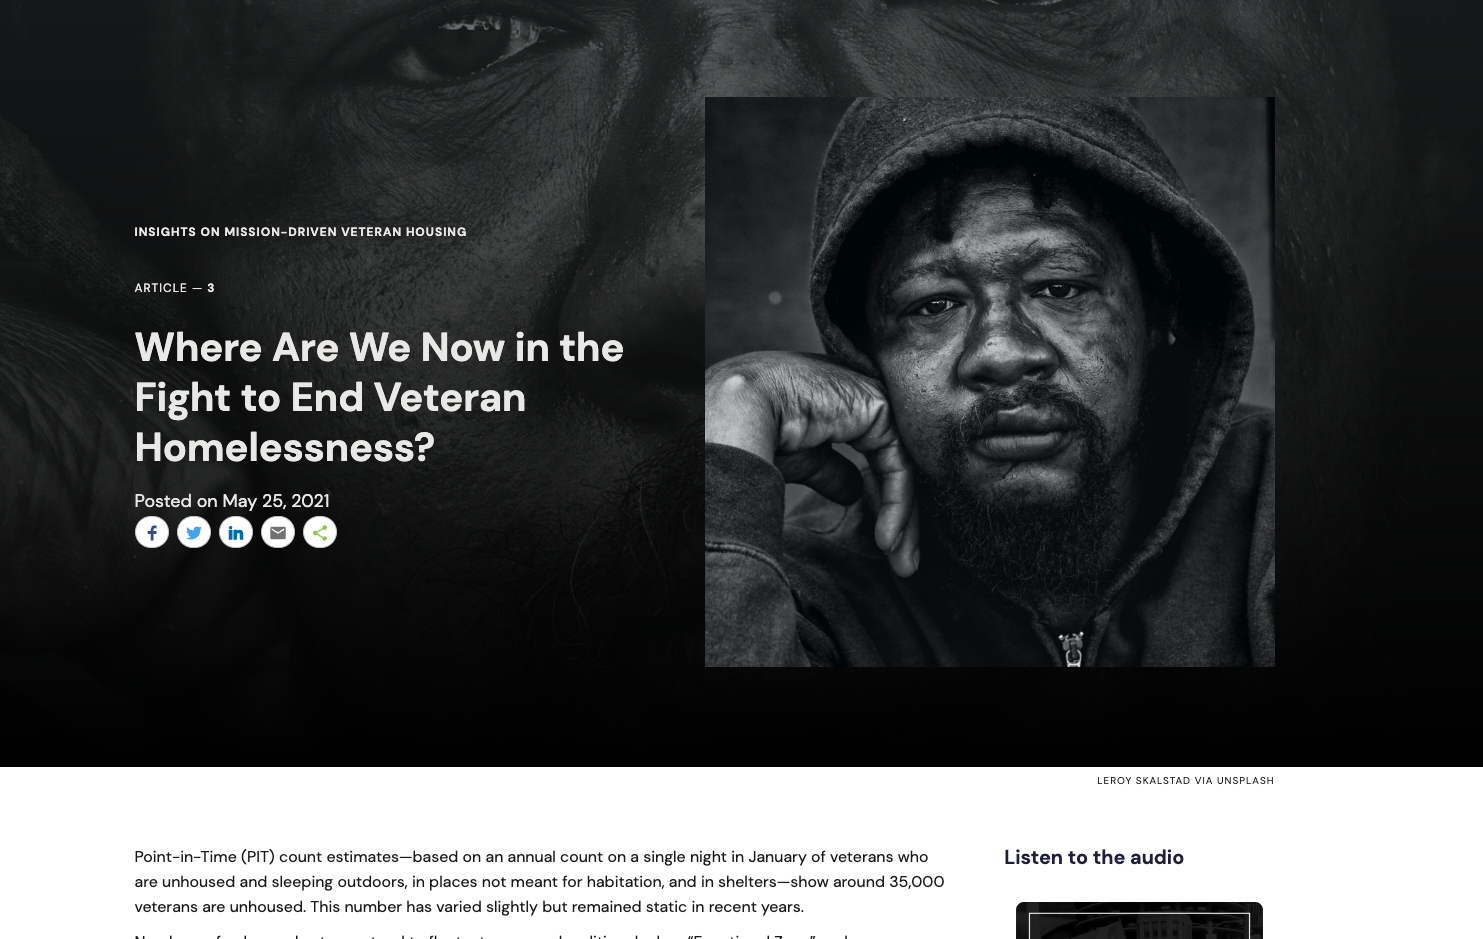 INSIGHTS ON MISSION-DRIVEN VETERAN HOUSING
ARTICLE — 3
Where Are We Now in the
Fight to End Veteran
Homelessness?
Posted on May 25, 2021
LEROY SKALSTAD VIA UNSPLASH
Point-in-Time (PIT) count estimates—based on an annual count on a single night in January of veterans who
are unhoused and sleeping outdoors, in places not meant for habitation, and in shelters—show around 35,000
veterans are unhoused. This number has varied slightly but remained static in recent years.
Listen to the audio